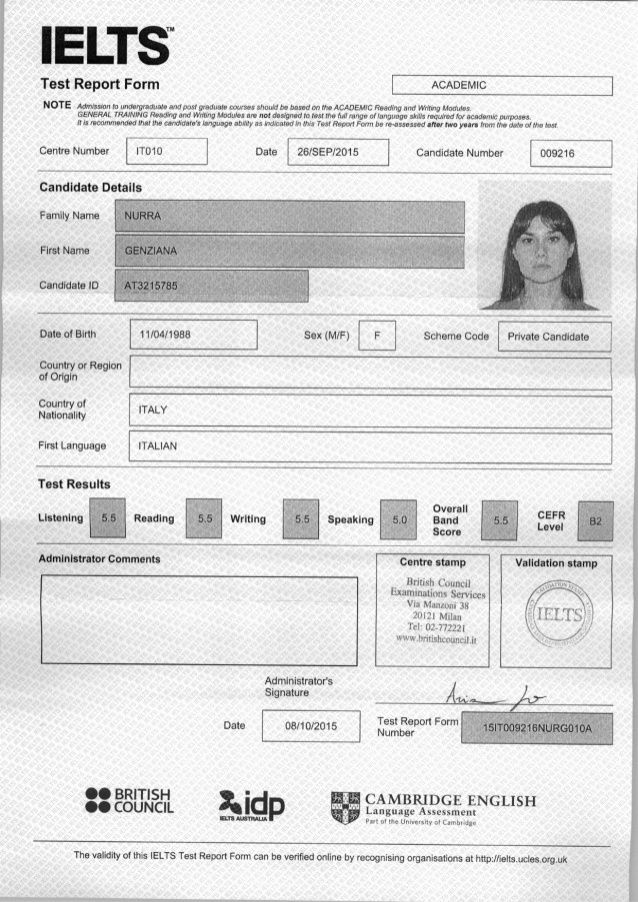 IELTS™
Test Report Form
ACADEMIC
NOTE Admission to undergraduate and post graduate courses should be based on the ACADEMIC Reading and Writing Modules.
GENERAL TRAINING Reading and Writing Modules are not designed to test the full range of language skills required for academic purposes.
It is recommended that the candidate's language ability as indicated in this Test Report Form be re-assessed after two years from the date of the test.
Centre Number IT010 Date 26/SEP/2015 Candidate Number 009216
Candidate Details
Family Name NURRA
First Name GENZIANA
Candidate ID AT3215785
Date of Birth 11/04/1988 Sex (M/F) F Scheme Code Private Candidate
Country or Region
of Origin
Country of
Nationality ITALY
First Language ITALIAN
Test Results
Listening 5.5 Reading 5.5 Writing 5.5 Speaking 5.0 Overall Band Score 5.5 CEFR Level B2
Administrator Comments
Centre stamp
British Council
Examinations Services
Via Manzoni 38
20121 Milan
Tel: 02-772221
www.britishcouncil.it
Validation stamp
IELTS
Administrator's
Signature
Date 08/10/2015
Test Report Form
Number 15IT009216NURG010A
BRITISH
COUNCIL
idp
IELTS AUSTRALIA
CAMBRIDGE ENGLISH
Language Assessment
Part of the University of Cambridge
The validity of this IELTS Test Report Form can be verified online by recognising organisations at http://ielts.ucles.org.uk